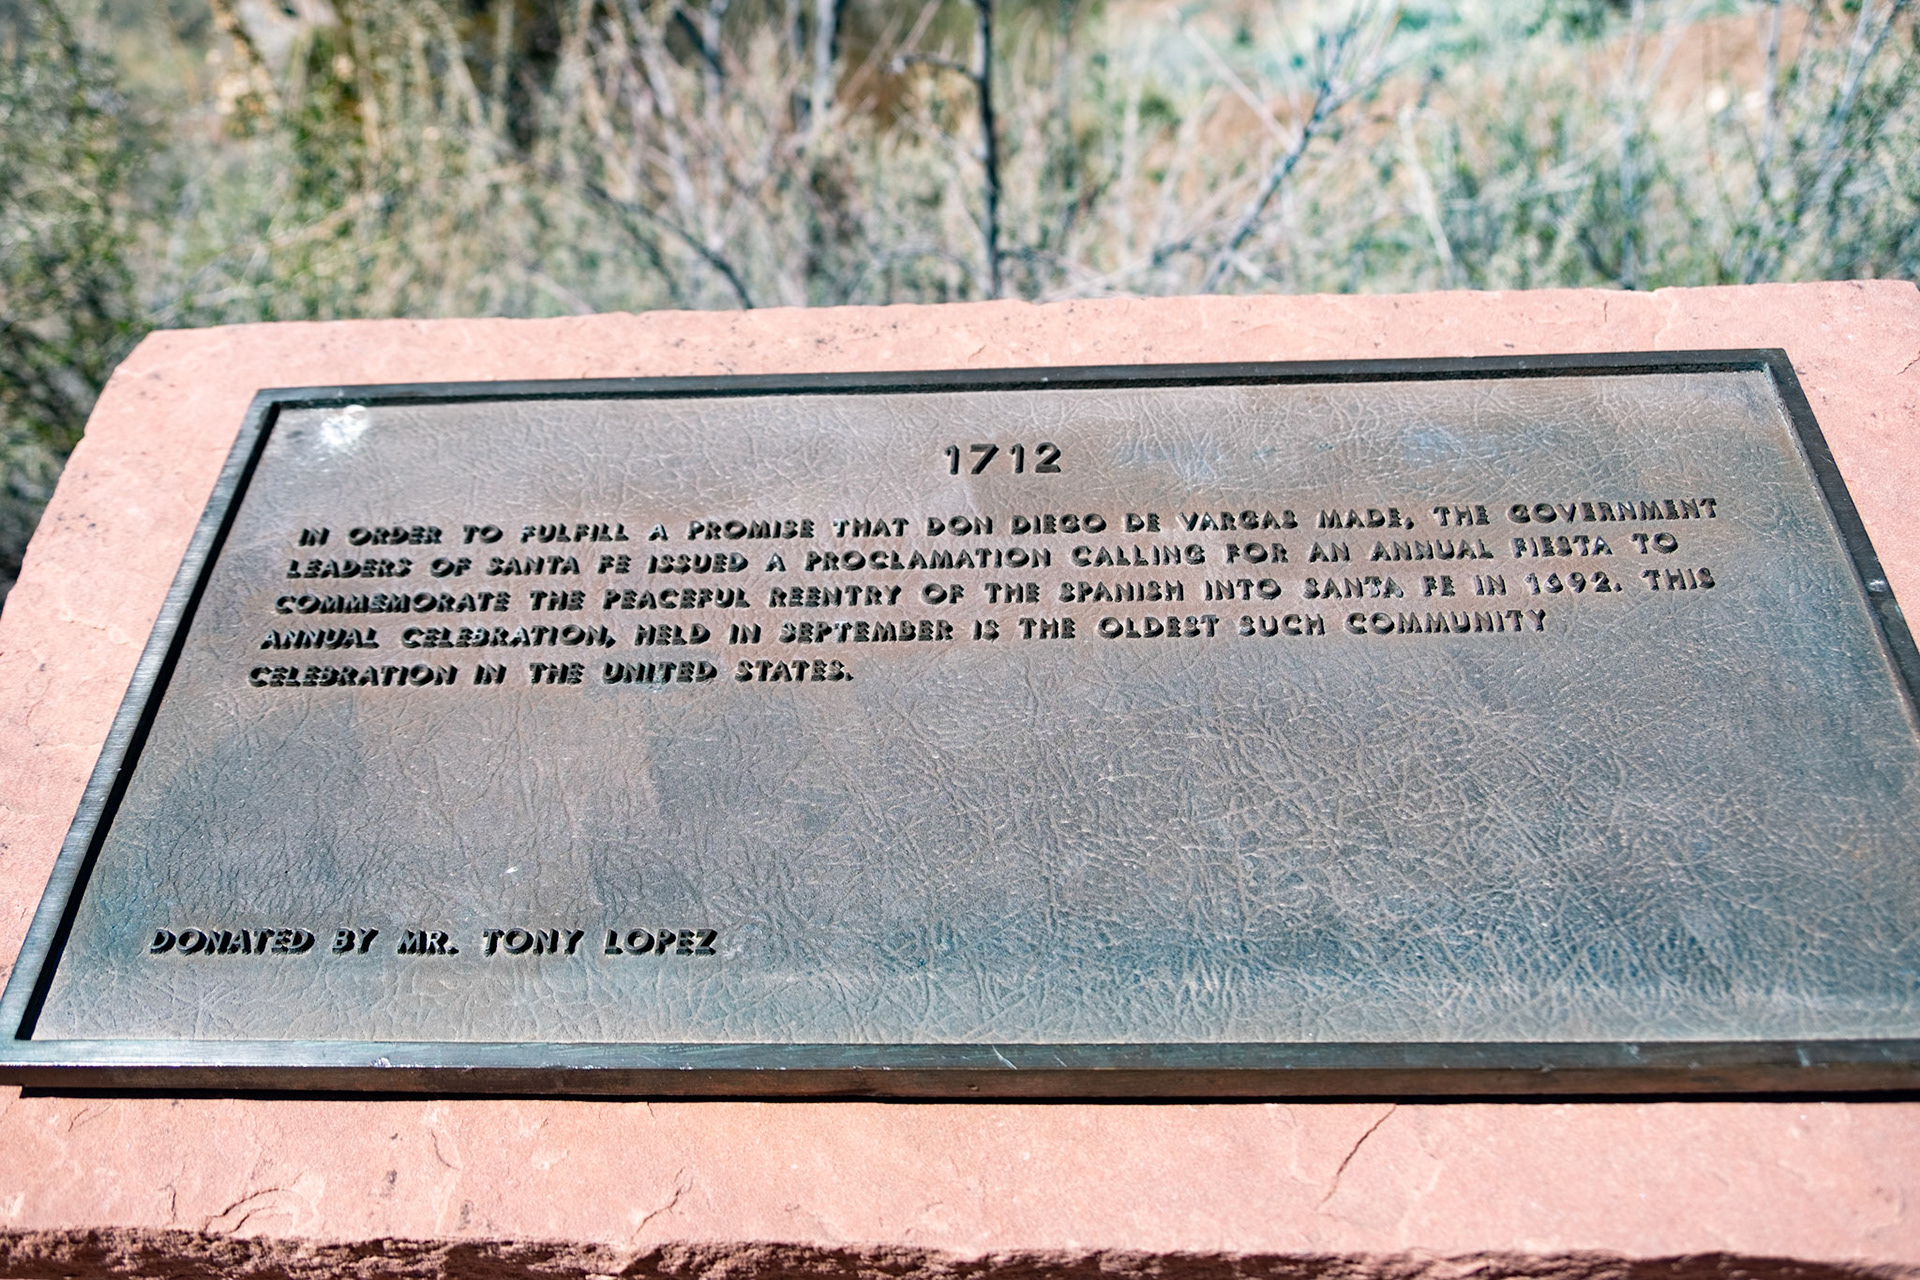 1712
IN ORDER TO FULFILL A PROMISE THAT DON DIEGO DE VARGAS MADE, THE GOVERNMENT
LEADERS OF SANTA FE ISSUED A PROCLAMATION CALLING FOR AN ANNUAL FIESTA TO
COMMEMORATE THE PEACEFUL REENTRY OF THE SPANISH INTO SANTA FE IN 1692. THIS
ANNUAL CELEBRATION, HELD IN SEPTEMBER IS THE OLDEST SUCH COMMUNITY
CELEBRATION IN THE UNITED STATES.
DONATED BY MR. TONY LOPEZ